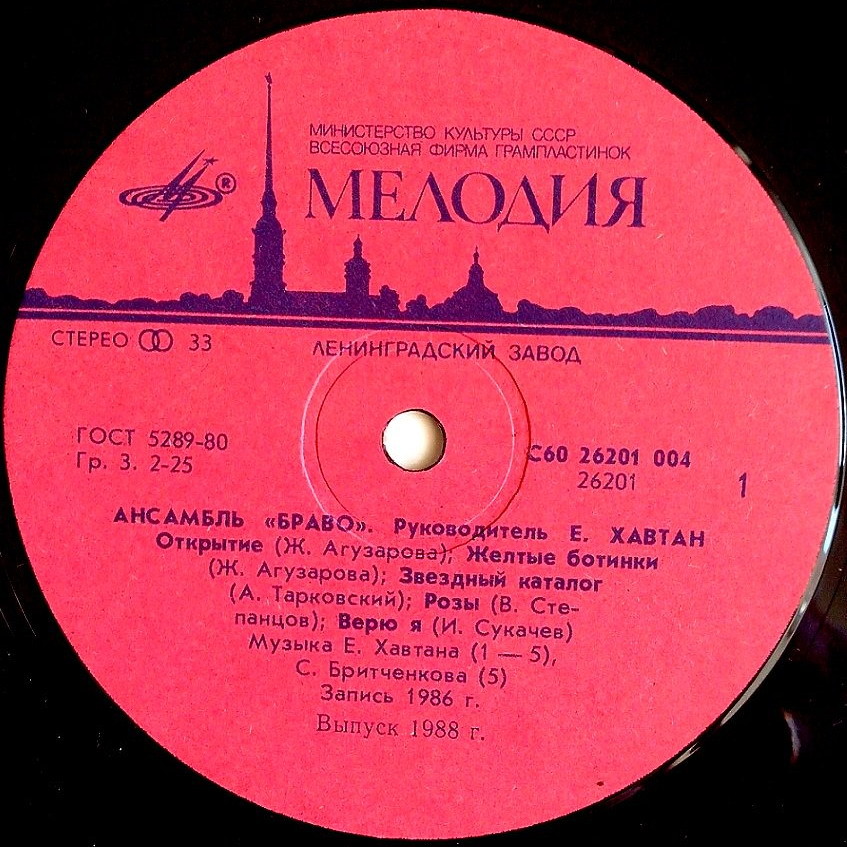 МИНИСТЕРСТВО КУЛЬТУРЫ СССР
ВСЕСОЮЗНАЯ ФИРМА ГРАМПЛАСТИНОК
МЕЛОДИЯ
®
СТЕРЕО 33
ЛЕНИНГРАДСКИЙ ЗАВОД
ГОСТ 5289-80
Гр. 3. 2-25
С60 26201 004
26201
1
АНСАМБЛЬ «БРАВО». Руководитель Е. ХАВТАН
Открытие (Ж. Агузарова); Желтые ботинки
(Ж. Агузарова); Звездный каталог
(А. Тарковский); Розы (В. Сте-
панцов); Верю я (И. Сукачев)
Музыка Е. Хавтана (1 — 5),
С. Бритченкова (5)
Запись 1986 г.
Выпуск 1988 г.